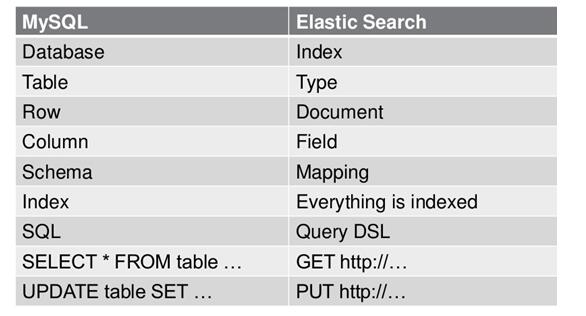 MySQL Elastic Search
Database Index
Table Type
Row Document
Column Field
Schema Mapping
Index Everything is indexed
SQL Query DSL
SELECT * FROM table … GET http://…
UPDATE table SET … PUT http://…